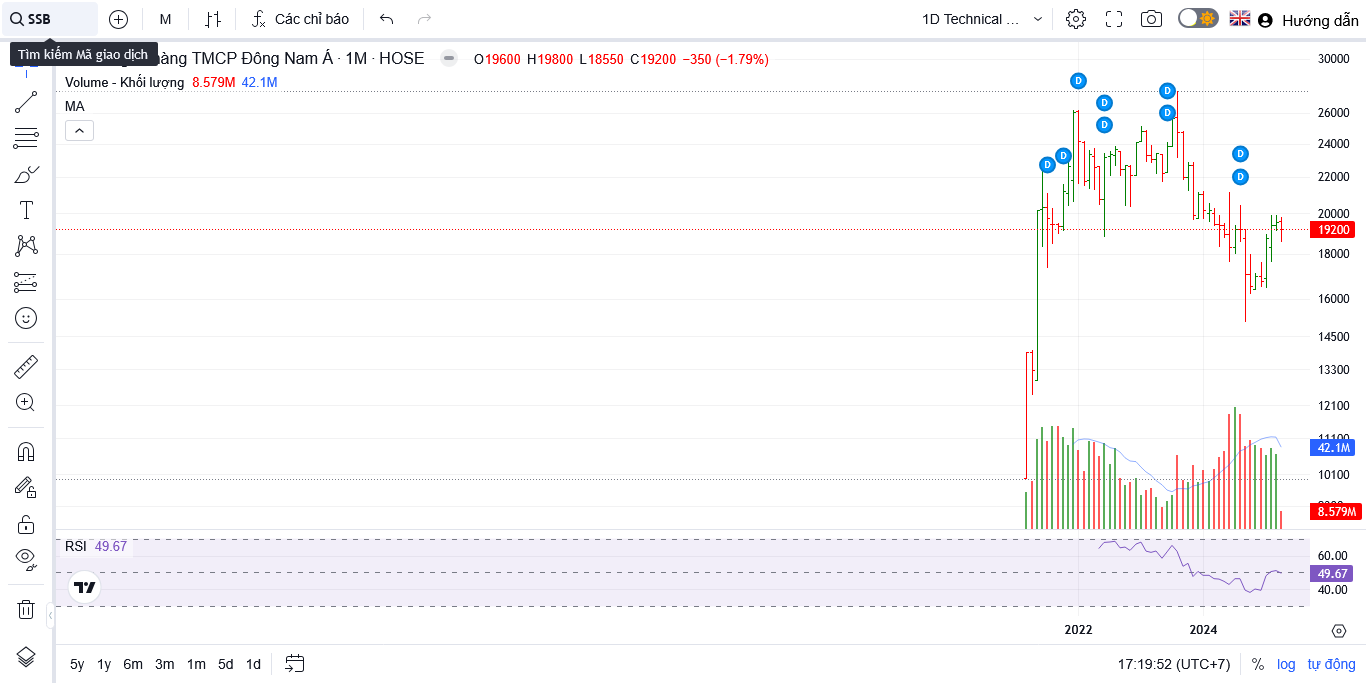 SSB
M
Các chỉ báo
1D Technical ...
Hướng dẫn
Tìm kiếm Mã giao dịch
hàng TMCP Đông Nam Á · 1M · HOSE
O19600 H19800 L18550 C19200 −350 (−1.79%)
Volume - Khối lượng 8.579M 42.1M
MA
D
D
D
D
D
D
D
D
D
30000
26000
24000
22000
20000
19200
18000
16000
14500
13300
12100
11100
42.1M
10100
8.579M
RSI 49.67
60.00
49.67
40.00
2022
2024
5y 1y 6m 3m 1m 5d 1d
17:19:52 (UTC+7)
% log tự động